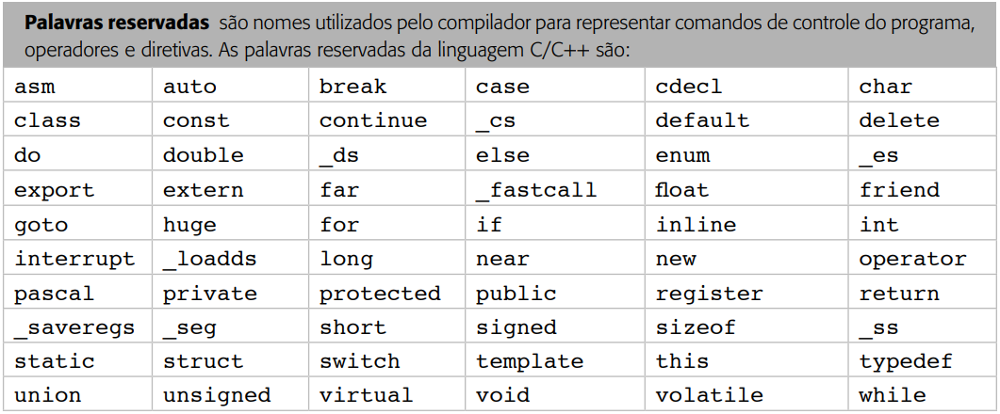 Palavras reservadas são nomes utilizados pelo compilador para representar comandos de controle do programa,
operadores e diretivas. As palavras reservadas da linguagem C/C++ são:
asm auto break case cdecl char
class const continue _cs default delete
do double _ds else enum _es
export extern far _fastcall float friend
goto huge for if inline int
interrupt _loadds long near new operator
pascal private protected public register return
_saveregs _seg short signed sizeof _ss
static struct switch template this typedef
union unsigned virtual void volatile while